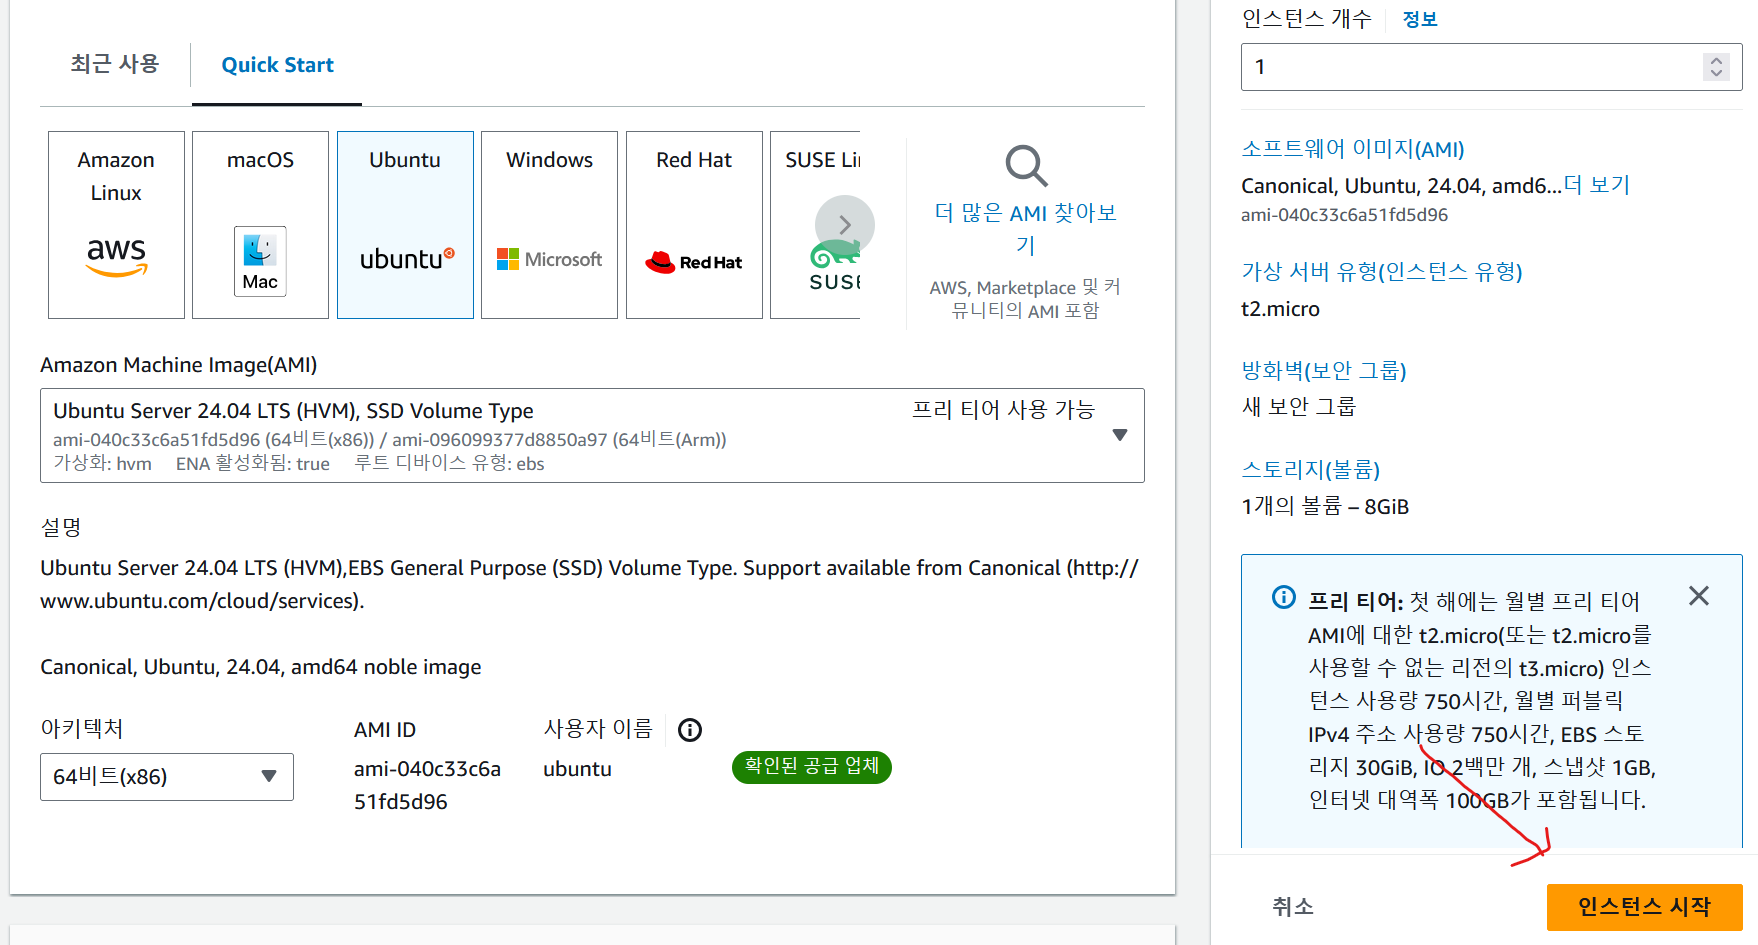 최근 사용
Quick Start
Amazon
Linux
aws
macOS
Mac
Ubuntu
ubuntu
Windows
Microsoft
Red Hat
Red Hat
SUSE Li
SUSE
더 많은 AMI 찾아보
기
AWS, Marketplace 및 커
뮤니티의 AMI 포함
Amazon Machine Image(AMI)
Ubuntu Server 24.04 LTS (HVM), SSD Volume Type
프리 티어 사용 가능
ami-040c33c6a51fd5d96 (64비트(x86)) / ami-096099377d8850a97 (64비트(Arm))
가상화: hvm ENA 활성화됨: true 루트 디바이스 유형: ebs
설명
Ubuntu Server 24.04 LTS (HVM),EBS General Purpose (SSD) Volume Type. Support available from Canonical (http://
www.ubuntu.com/cloud/services).
Canonical, Ubuntu, 24.04, amd64 noble image
아키텍처
64비트(x86)
AMI ID
ami-040c33c6a
51fd5d96
사용자 이름
ubuntu
확인된 공급 업체
인스턴스 개수
정보
1
소프트웨어 이미지(AMI)
Canonical, Ubuntu, 24.04, amd6...더 보기
ami-040c33c6a51fd5d96
가상 서버 유형(인스턴스 유형)
t2.micro
방화벽(보안 그룹)
새 보안 그룹
스토리지(볼륨)
1개의 볼륨 – 8GiB
프리 티어: 첫 해에는 월별 프리 티어
AMI에 대한 t2.micro(또는 t2.micro를
사용할 수 없는 리전의 t3.micro) 인스
턴스 사용량 750시간, 월별 퍼블릭
IPv4 주소 사용량 750시간, EBS 스토
리지 30GiB, IO 2백만 개, 스냅샷 1GB,
인터넷 대역폭 100GB가 포함됩니다.
취소
인스턴스 시작